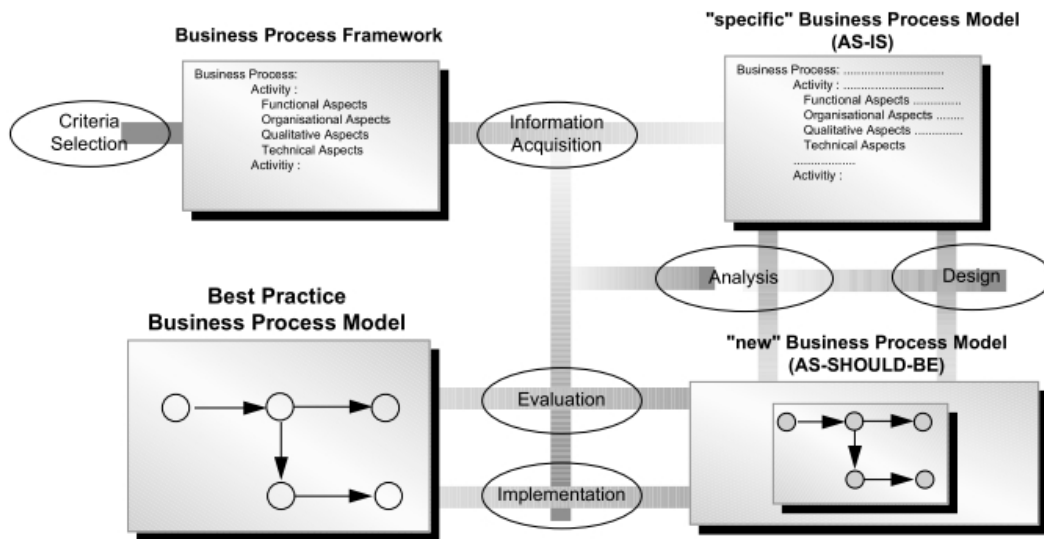 Business Process Framework
Business Process:
Activity :
Functional Aspects
Organisational Aspects
Qualitative Aspects
Technical Aspects
Activity :
Criteria
Selection
Information
Acquisition
"specific" Business Process Model
(AS-IS)
Business Process: ..............................
Activity : ..............................
Functional Aspects ..............
Organisational Aspects ........
Qualitative Aspects ..............
Technical Aspects
..................
Activitiy :
Analysis
Design
Best Practice
Business Process Model
"new" Business Process Model
(AS-SHOULD-BE)
Evaluation
Implementation